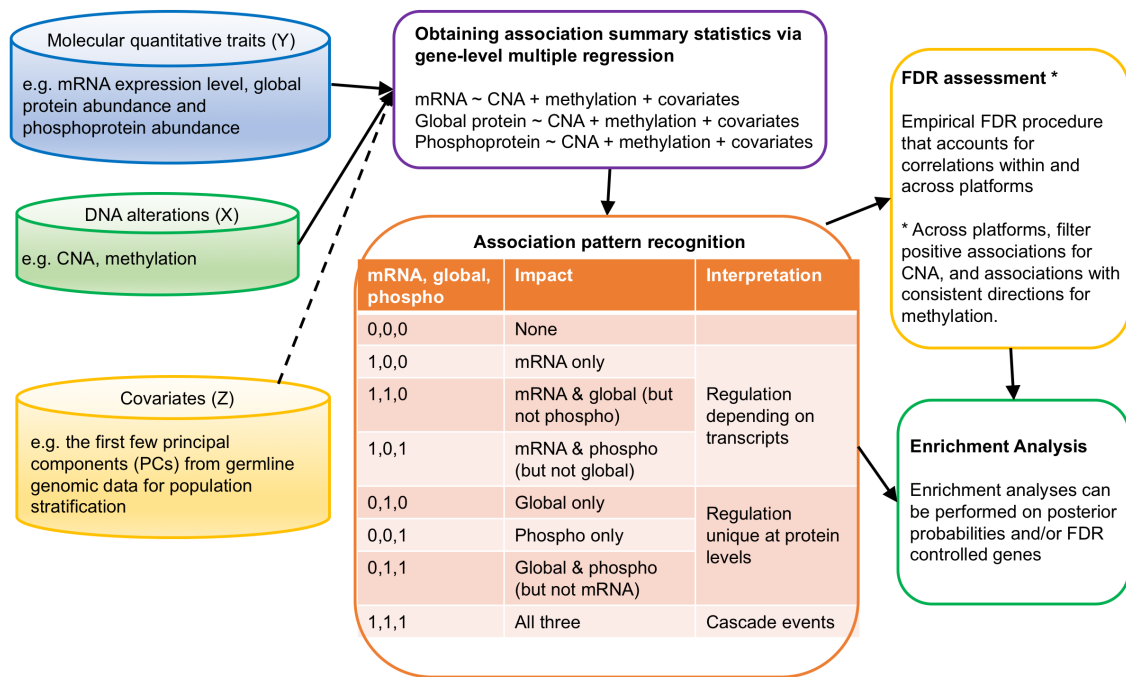 Molecular quantitative traits (Y)
e.g. mRNA expression level, global
protein abundance and
phosphoprotein abundance
DNA alterations (X)
e.g. CNA, methylation
Covariates (Z)
e.g. the first few principal
components (PCs) from germline
genomic data for population
stratification
Obtaining association summary statistics via
gene-level multiple regression
mRNA ~ CNA + methylation + covariates
Global protein ~ CNA + methylation + covariates
Phosphoprotein ~ CNA + methylation + covariates
Association pattern recognition
mRNA, global,
phospho
Impact
Interpretation
0,0,0
None
1,0,0
mRNA only
1,1,0
mRNA & global (but
not phospho)
1,0,1
mRNA & phospho
(but not global)
Regulation
depending on
transcripts
0,1,0
Global only
0,0,1
Phospho only
0,1,1
Global & phospho
(but not mRNA)
Regulation
unique at protein
levels
1,1,1
All three
Cascade events
FDR assessment *
Empirical FDR procedure
that accounts for
correlations within and
across platforms
* Across platforms, filter
positive associations for
CNA, and associations with
consistent directions for
methylation.
Enrichment Analysis
Enrichment analyses can
be performed on posterior
probabilities and/or FDR
controlled genes